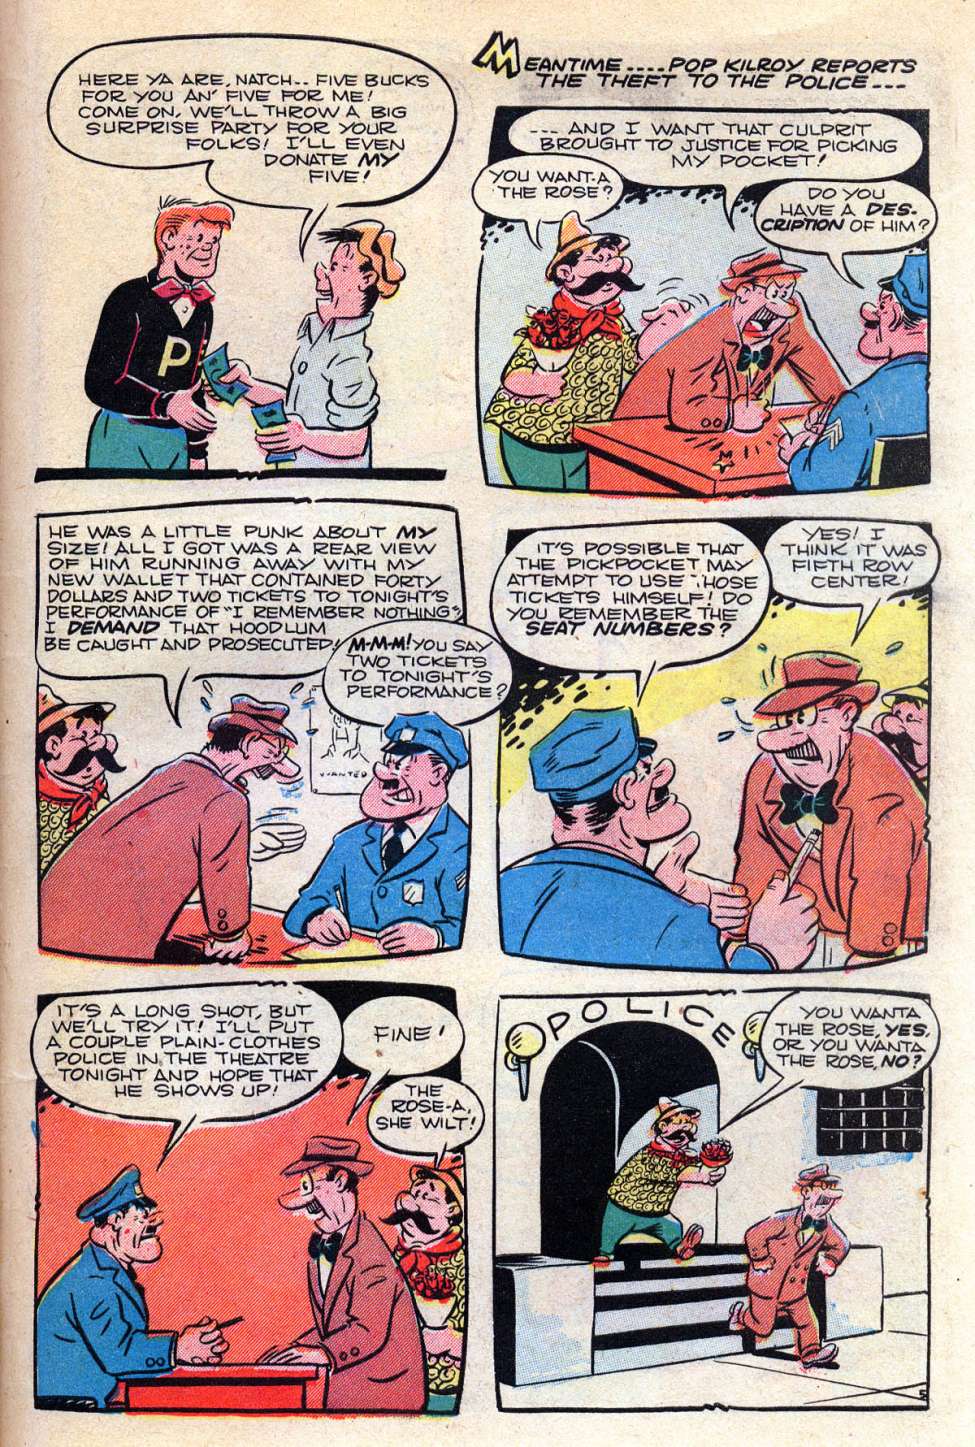 HERE YA ARE, NATCH-- FIVE BUCKS
FOR YOU AN' FIVE FOR ME!
COME ON, WE'LL THROW A BIG
SURPRISE PARTY FOR YOUR
FOLKS! I'LL EVEN
DONATE MY
FIVE!
P
MEANTIME....POP KILROY REPORTS
THE THEFT TO THE POLICE---
--- AND I WANT THAT CULPRIT
BROUGHT TO JUSTICE FOR PICKING
MY POCKET!
YOU WANT-A
THE ROSE?
DO YOU
HAVE A DES-
CRIPTION OF HIM?
HE WAS A LITTLE PUNK ABOUT MY
SIZE! ALL I GOT WAS A REAR VIEW
OF HIM RUNNING AWAY WITH MY
NEW WALLET THAT CONTAINED FORTY
DOLLARS AND TWO TICKETS TO TONIGHT'S
PERFORMANCE OF "I REMEMBER NOTHING"
I DEMAND THAT HOODLUM
BE CAUGHT AND PROSECUTED!
M-M-M! YOU SAY
TWO TICKETS
TO TONIGHT'S
PERFORMANCE?
WANTED
IT'S POSSIBLE THAT
THE PICKPOCKET MAY
ATTEMPT TO USE THOSE
TICKETS HIMSELF! DO
YOU REMEMBER THE
SEAT NUMBERS?
YES! I
THINK IT WAS
FIFTH ROW
CENTER!
IT'S A LONG SHOT, BUT
WE'LL TRY IT! I'LL PUT
A COUPLE PLAIN-CLOTHES
POLICE IN THE THEATRE
TONIGHT AND HOPE THAT
HE SHOWS UP!
FINE!
THE
ROSE-A,
SHE WILT!
POLICE
YOU WANTA
THE ROSE, YES,
OR YOU WANTA
THE ROSE, NO?
5